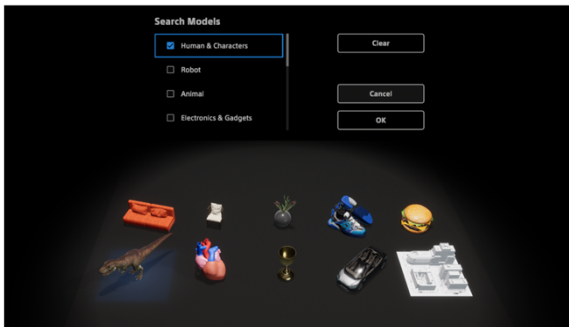 Search Models
Human & Characters
Robot
Animal
Electronics & Gadgets
Clear
Cancel
OK